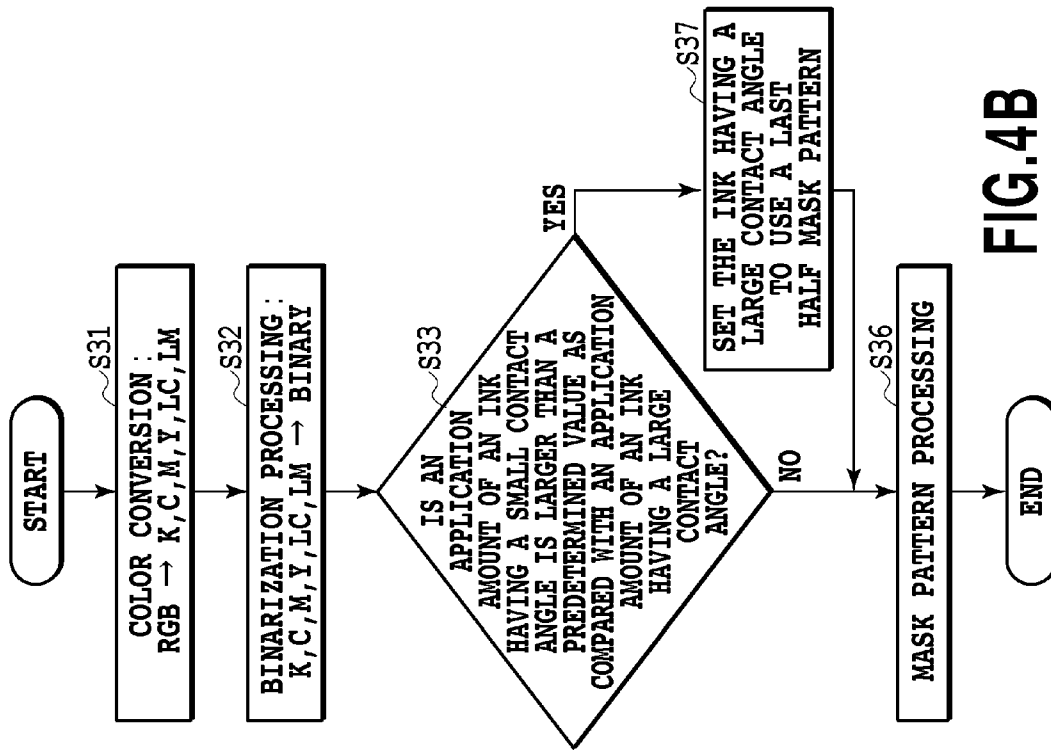 START
S31
COLOR CONVERSION :
RGB → K,C,M,Y,LC,LM
S32
BINARIZATION PROCESSING :
K,C,M,Y,LC,LM → BINARY
S33
IS AN
APPLICATION
AMOUNT OF AN INK
HAVING A SMALL CONTACT
ANGLE IS LARGER THAN A
PREDETERMINED VALUE AS
COMPARED WITH AN APPLICATION
AMOUNT OF AN INK
HAVING A LARGE
CONTACT
ANGLE?
YES
S37
SET THE INK HAVING A
LARGE CONTACT ANGLE
TO USE A LAST
HALF MASK PATTERN
NO
S36
MASK PATTERN PROCESSING
END
FIG.4B